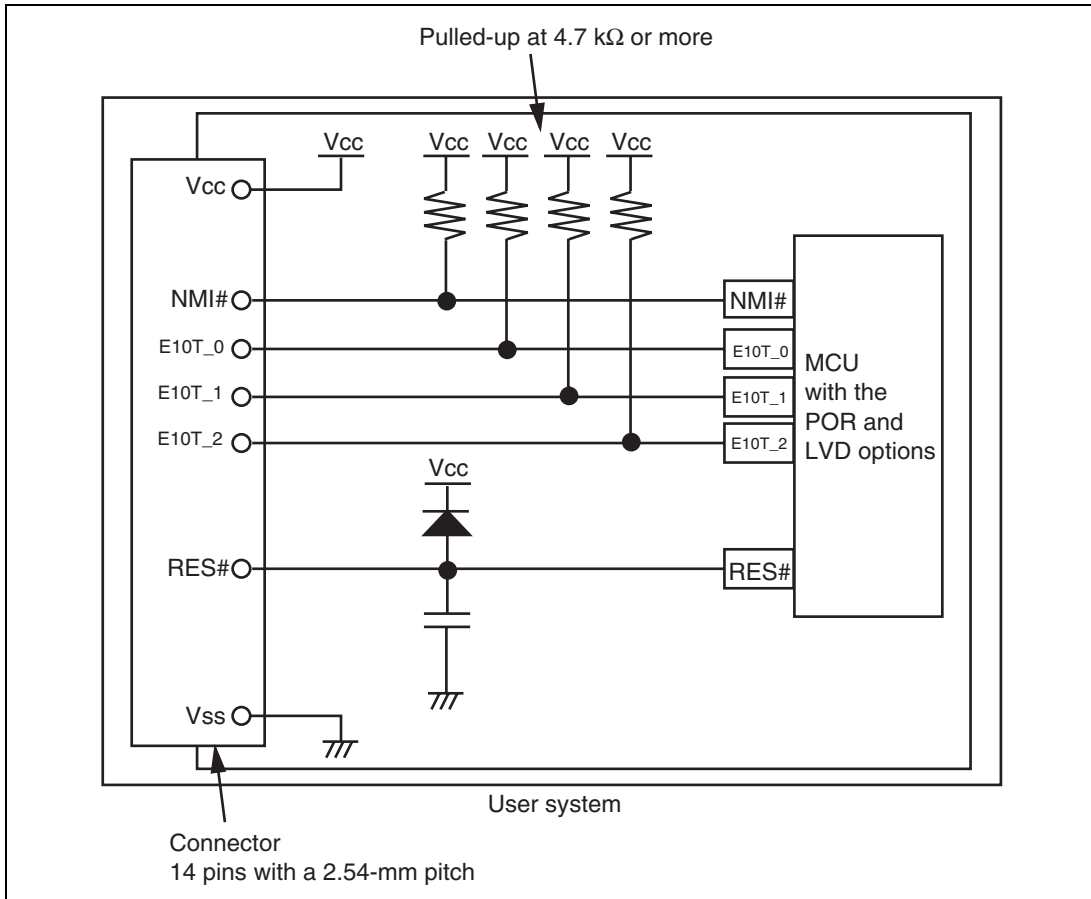 Pulled-up at 4.7 kΩ or more
Vcc
Vcc
Vcc
Vcc
Vcc
Vcc
NMI#
NMI#
E10T_0
E10T_0
MCU
with the
POR and
LVD options
E10T_1
E10T_1
E10T_2
E10T_2
Vcc
RES#
RES#
Vss
User system
Connector
14 pins with a 2.54-mm pitch